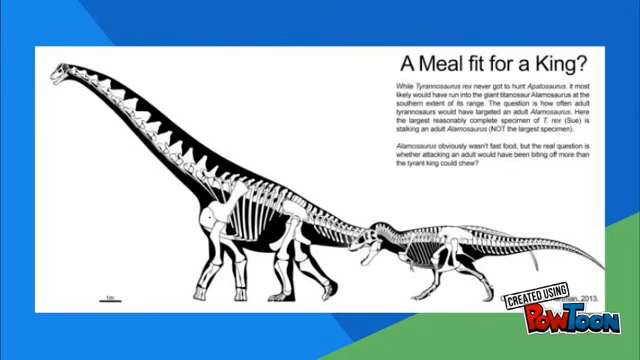 A Meal fit for a King?
While Tyrannosaurus rex never got to hunt Apatosaurus, it most
likely would have run into the giant titanosaur Alamosaurus at the
southern extent of its range. The question is how often adult
tyrannosaurs would have targeted an adult Alamosaurus. Here
the largest reasonably complete specimen of T. rex (Sue) is
stalking an adult Alamosaurus (NOT the largest specimen).
Alamosaurus obviously wasn't fast food, but the real question is
whether attacking an adult would have been biting off more than
the tyrant king could chew?
1m
2013.
CREATED USING
POWTOON